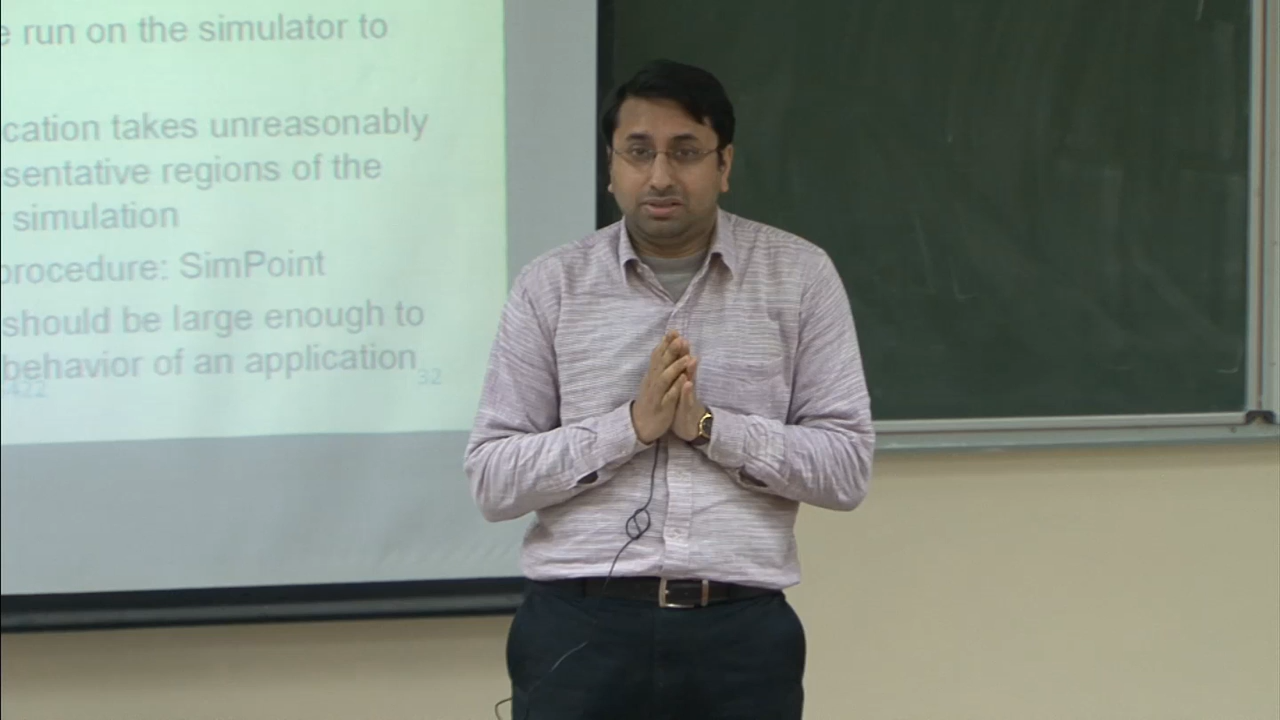 e run on the simulator to
cation takes unreasonably
sentative regions of the
simulation
procedure: SimPoint
should be large enough to
behavior of an application
422
32